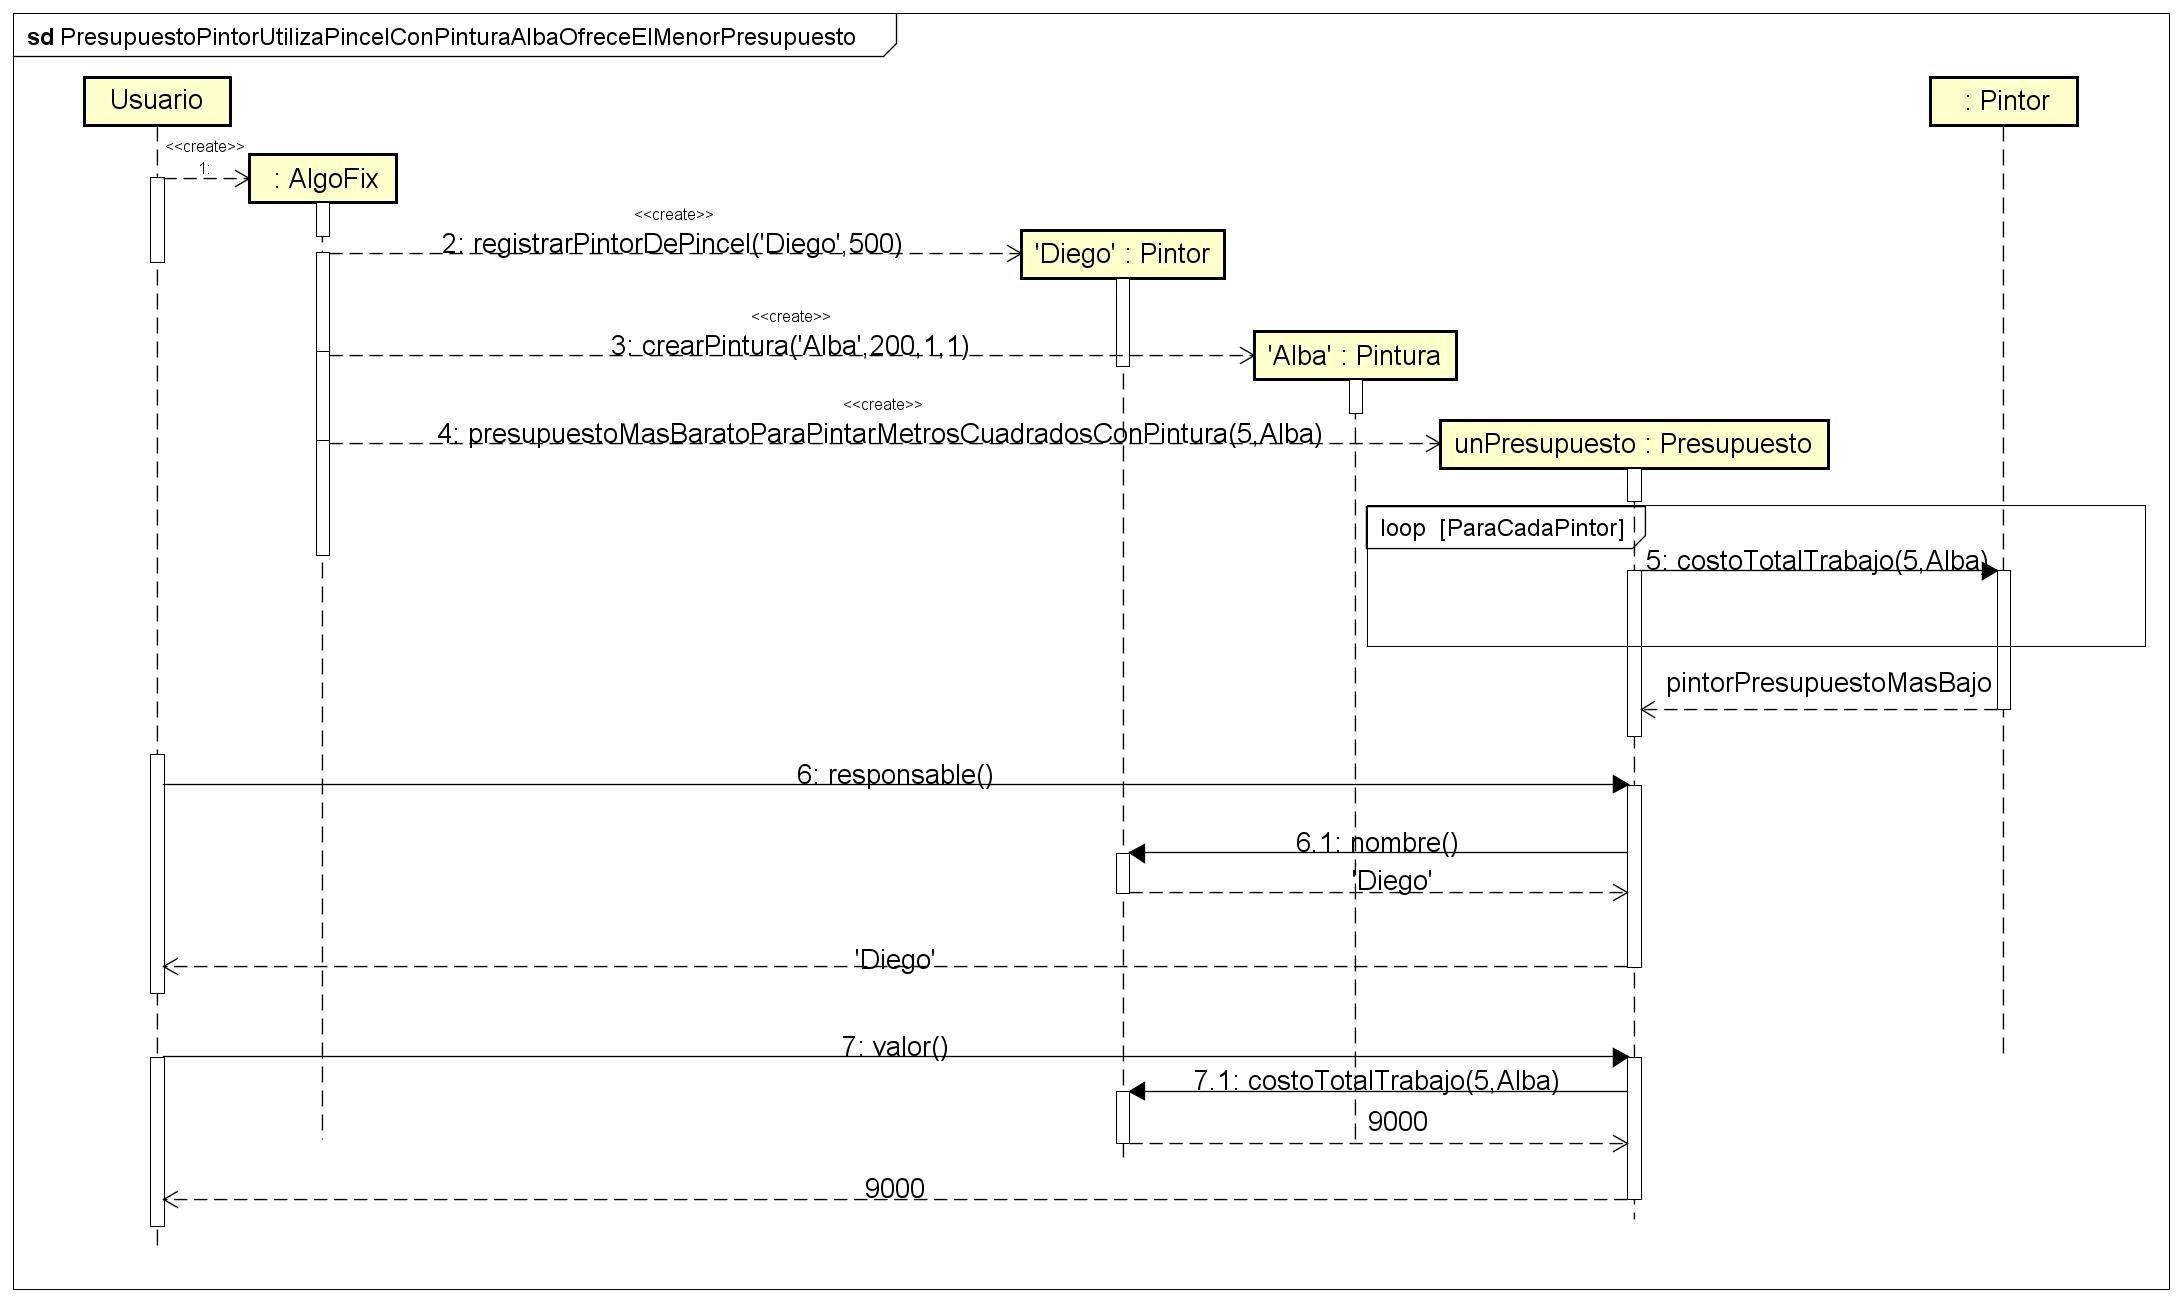 sd PresupuestoPintorUtilizaPincelConPinturaAlbaOfreceElMenorPresupuesto
Usuario
: Pintor
<<create>>
1:
: AlgoFix
<<create>>
2: registrarPintorDePincel('Diego',500)
'Diego' : Pintor
<<create>>
3: crearPintura('Alba',200,1,1)
'Alba' : Pintura
<<create>>
4: presupuestoMasBaratoParaPintarMetrosCuadradosConPintura(5,Alba)
unPresupuesto : Presupuesto
loop [ParaCadaPintor]
5: costoTotalTrabajo(5,Alba)
pintorPresupuestoMasBajo
6: responsable()
6.1: nombre()
'Diego'
'Diego'
7: valor()
7.1: costoTotalTrabajo(5,Alba)
9000
9000